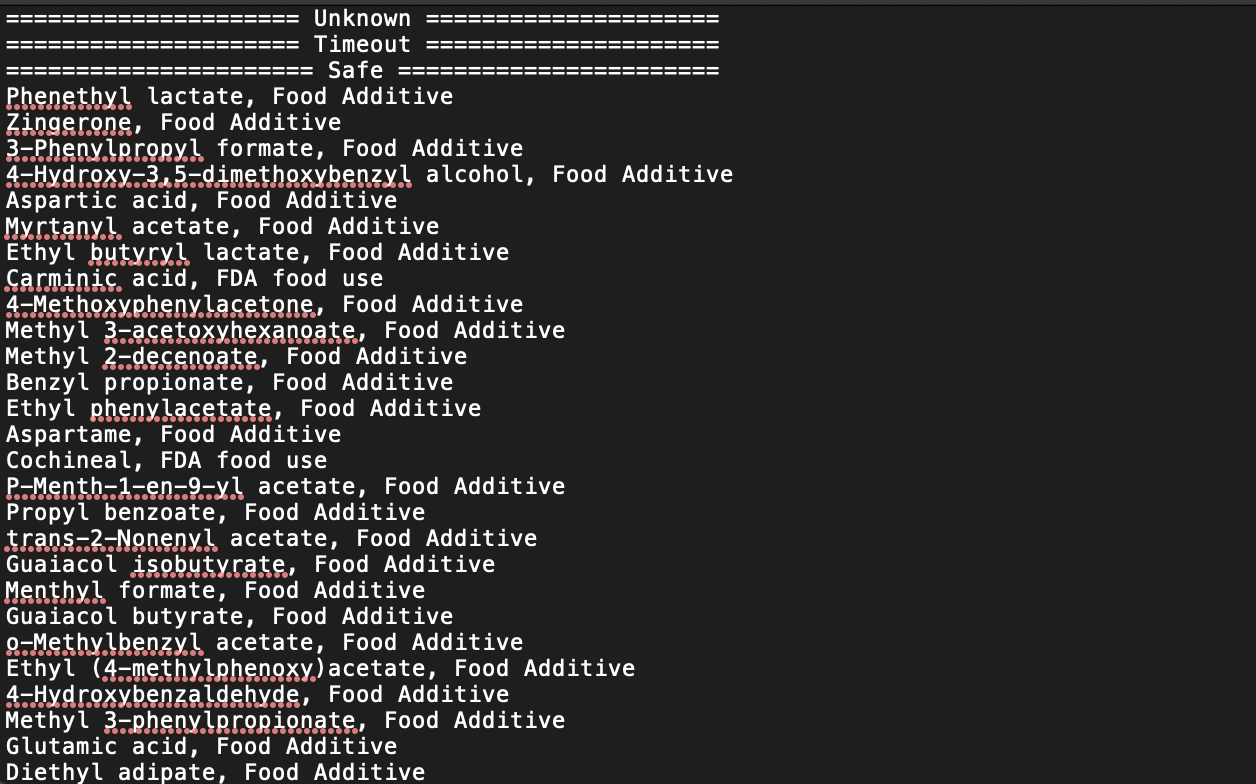 ===================== Unknown =====================
===================== Timeout =====================
====================== Safe =======================
Phenethyl lactate, Food Additive
Zingerone, Food Additive
3-Phenylpropyl formate, Food Additive
4-Hydroxy-3,5-dimethoxybenzyl alcohol, Food Additive
Aspartic acid, Food Additive
Myrtanyl acetate, Food Additive
Ethyl butyryl lactate, Food Additive
Carminic acid, FDA food use
4-Methoxyphenylacetone, Food Additive
Methyl 3-acetoxyhexanoate, Food Additive
Methyl 2-decenoate, Food Additive
Benzyl propionate, Food Additive
Ethyl phenylacetate, Food Additive
Aspartame, Food Additive
Cochineal, FDA food use
P-Menth-1-en-9-yl acetate, Food Additive
Propyl benzoate, Food Additive
trans-2-Nonenyl acetate, Food Additive
Guaiacol isobutyrate, Food Additive
Menthyl formate, Food Additive
Guaiacol butyrate, Food Additive
o-Methylbenzyl acetate, Food Additive
Ethyl (4-methylphenoxy)acetate, Food Additive
4-Hydroxybenzaldehyde, Food Additive
Methyl 3-phenylpropionate, Food Additive
Glutamic acid, Food Additive
Diethyl adipate, Food Additive